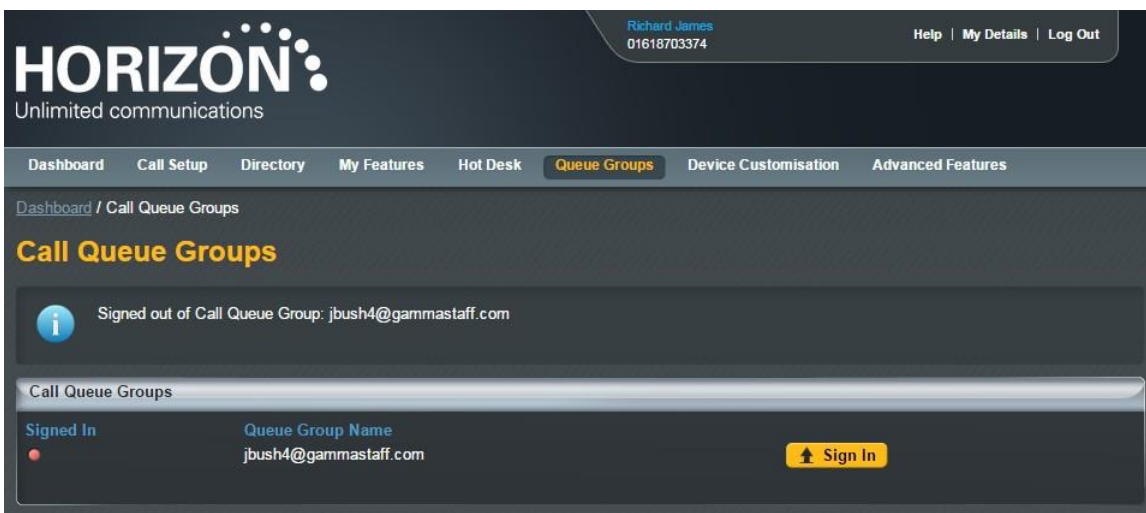 HORIZON
Unlimited communications
Richard James
01618703374
Help | My Details | Log Out
Dashboard Call Setup Directory My Features Hot Desk Queue Groups Device Customisation Advanced Features
Dashboard / Call Queue Groups
Call Queue Groups
i Signed out of Call Queue Group: jbush4@gammastaff.com
Call Queue Groups
Signed In Queue Group Name
jbush4@gammastaff.com Sign In